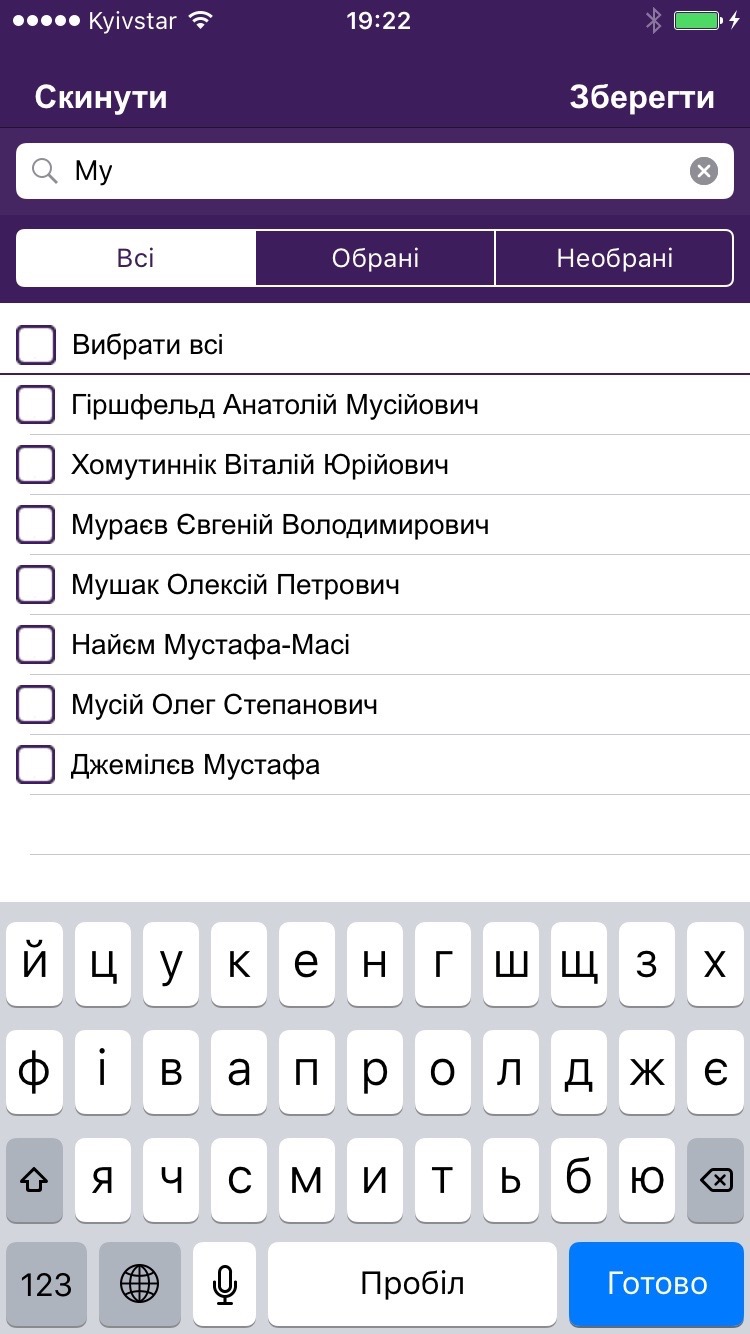 Kyivstar 19:22
Скинути Зберегти
Му
Всі Обрані Необрані
Вибрати всі
Гіршфельд Анатолій Мусійович
Хомутиннік Віталій Юрійович
Мураєв Євгеній Володимирович
Мушак Олексій Петрович
Найєм Мустафа-Масі
Мусій Олег Степанович
Джемілєв Мустафа
й ц у к е н г ш щ з х
ф і в а п р о л д ж є
я ч с м и т ь б ю
123 Пробіл Готово